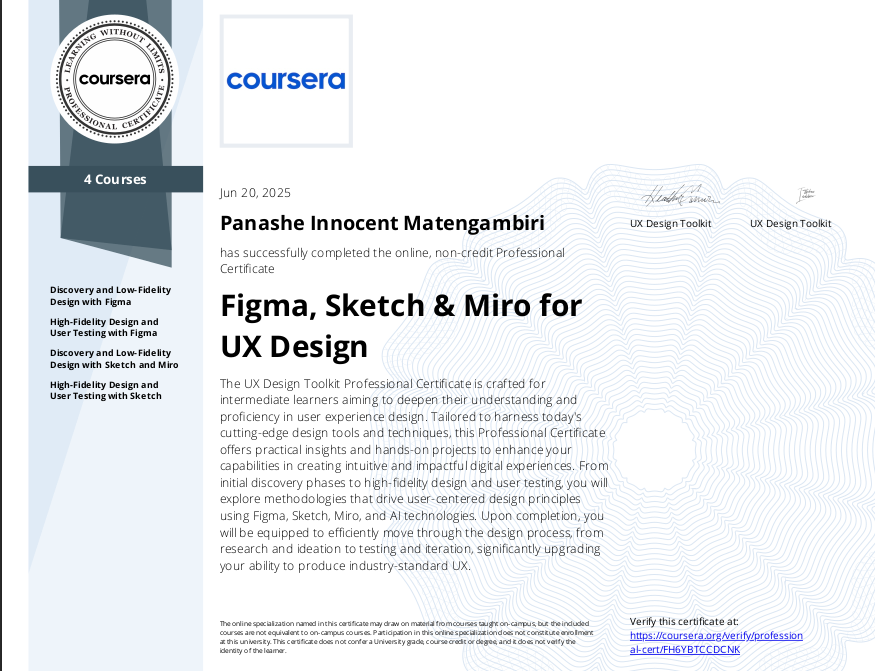 LEARNING WITHOUT LIMITS
coursera
PROFESSIONAL CERTIFICATE
4 Courses
Discovery and Low-Fidelity
Design with Figma
High-Fidelity Design and
User Testing with Figma
Discovery and Low-Fidelity
Design with Sketch and Miro
High-Fidelity Design and
User Testing with Sketch
coursera
Jun 20, 2025
Panashe Innocent Matengambiri
has successfully completed the online, non-credit Professional
Certificate
Figma, Sketch & Miro for
UX Design
The UX Design Toolkit Professional Certificate is crafted for
intermediate learners aiming to deepen their understanding and
proficiency in user experience design. Tailored to harness today's
cutting-edge design tools and techniques, this Professional Certificate
offers practical insights and hands-on projects to enhance your
capabilities in creating intuitive and impactful digital experiences. From
initial discovery phases to high-fidelity design and user testing, you will
explore methodologies that drive user-centered design principles
using Figma, Sketch, Miro, and AI technologies. Upon completion, you
will be equipped to efficiently move through the design process, from
research and ideation to testing and iteration, significantly upgrading
your ability to produce industry-standard UX.
UX Design Toolkit
UX Design Toolkit
The online specialization named in this certificate may draw on material from courses taught on-campus, but the included
courses are not equivalent to on-campus courses. Participation in this online specialization does not constitute enrollment
at this university. This certificate does not confer a University grade, course credit or degree, and it does not verify the
identity of the learner.
Verify this certificate at:
https://coursera.org/verify/profession
al-cert/FH6YBTCCDCNK